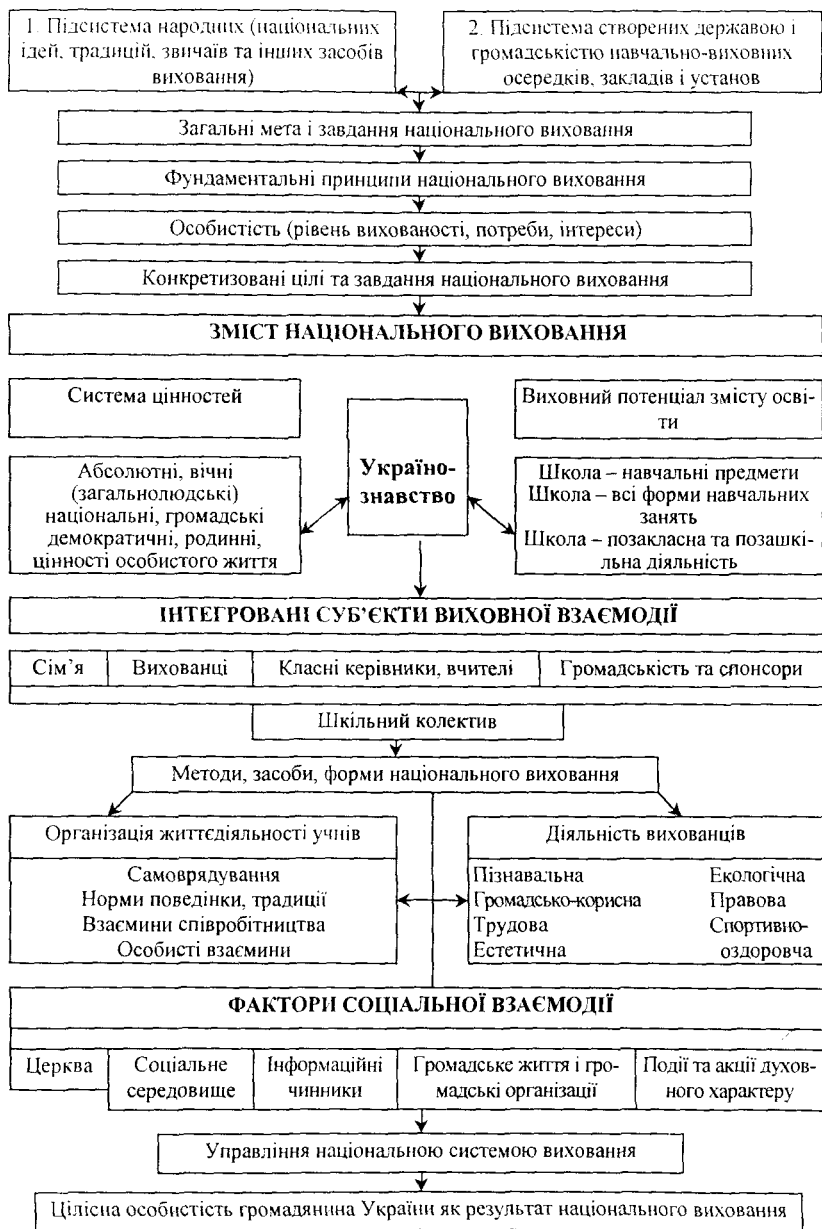 1. Підсистема народних (національних
ідей, традицій, звичаїв та інших засобів
виховання)
2. Підсистема створених державою і
громадськістю навчально-виховних
осередків, закладів і установ
Загальні мета і завдання національного виховання
Фундаментальні принципи національного виховання
Особистість (рівень вихованості, потреби, інтереси)
Конкретизовані цілі та завдання національного виховання
ЗМІСТ НАЦІОНАЛЬНОГО ВИХОВАННЯ
Система цінностей
Абсолютні, вічні
(загальнолюдські)
національні, громадські
демократичні, родинні,
цінності особистого життя
Україно-
знавство
Виховний потенціал змісту осві-
ти
Школа – навчальні предмети
Школа – всі форми навчальних
занять
Школа – позакласна та позашкі-
льна діяльність
ІНТЕГРОВАНІ СУБ’ЄКТИ ВИХОВНОЇ ВЗАЄМОДІЇ
Сім’я
Вихованці
Класні керівники, вчителі
Громадськість та спонсори
Шкільний колектив
Методи, засоби, форми національного виховання
Організація життєдіяльності учнів
Самоврядування
Норми поведінки, традиції
Взаємини співробітництва
Особисті взаємини
Діяльність вихованців
Пізнавальна
Громадсько-корисна
Трудова
Естетична
Екологічна
Правова
Спортивно-
оздоровча
ФАКТОРИ СОЦІАЛЬНОЇ ВЗАЄМОДІЇ
Церква
Соціальне
середовище
Інформаційні
чинники
Громадське життя і гро-
мадські організації
Події та акції духов-
ного характеру
Управління національною системою виховання
Цілісна особистість громадянина України як результат національного виховання